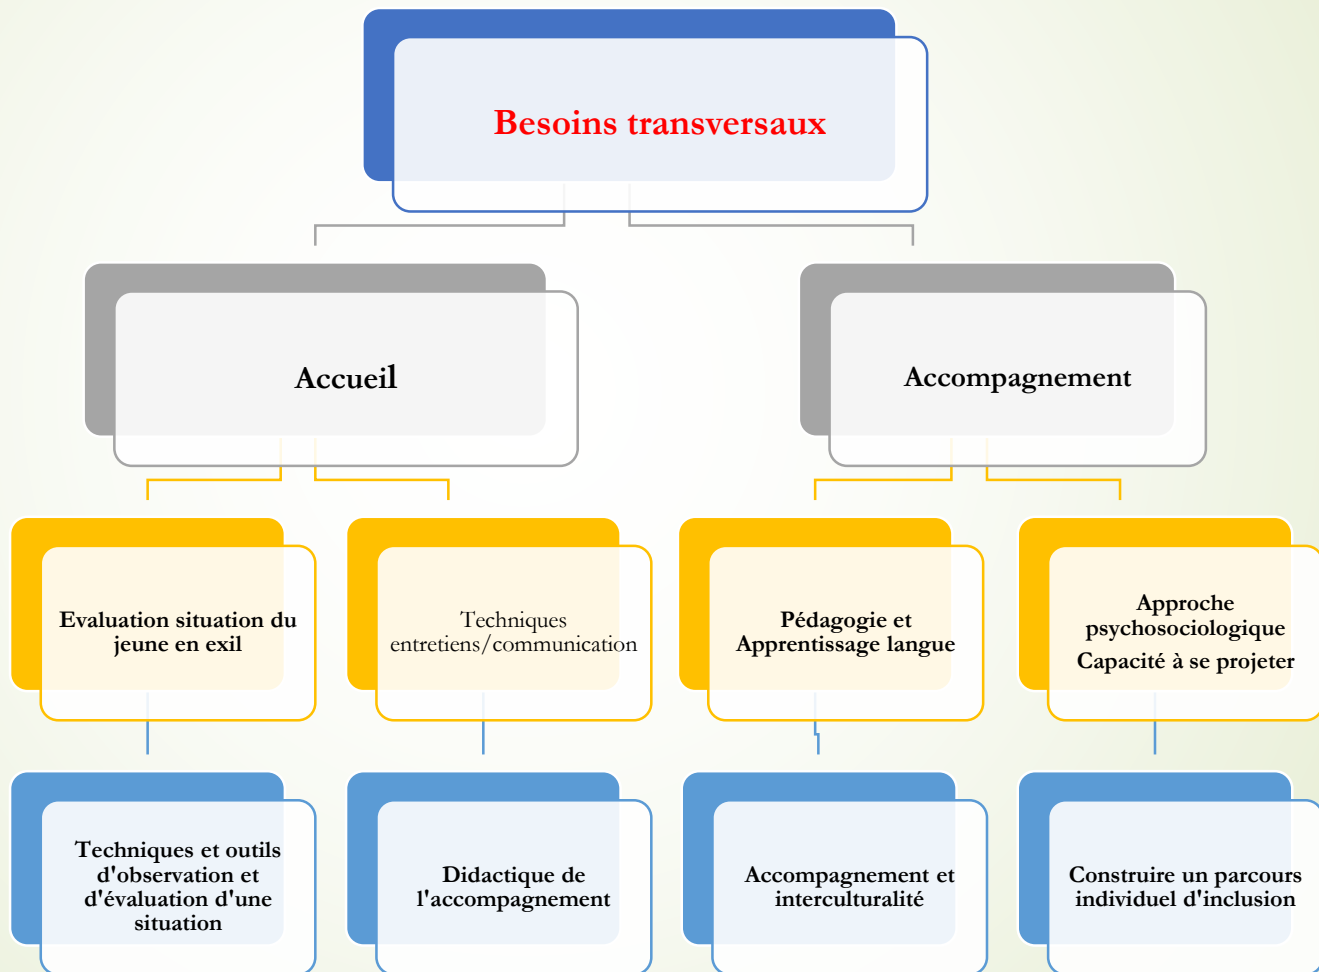 Besoins transversaux
Accueil
Accompagnement
Evaluation situation du
jeune en exil
Techniques
entretiens/communication
Pédagogie et
Apprentissage langue
Approche
psychosociologique
Capacité à se projeter
Techniques et outils
d'observation et
d'évaluation d'une
situation
Didactique de
l'accompagnement
Accompagnement et
interculturalité
Construire un parcours
individuel d'inclusion